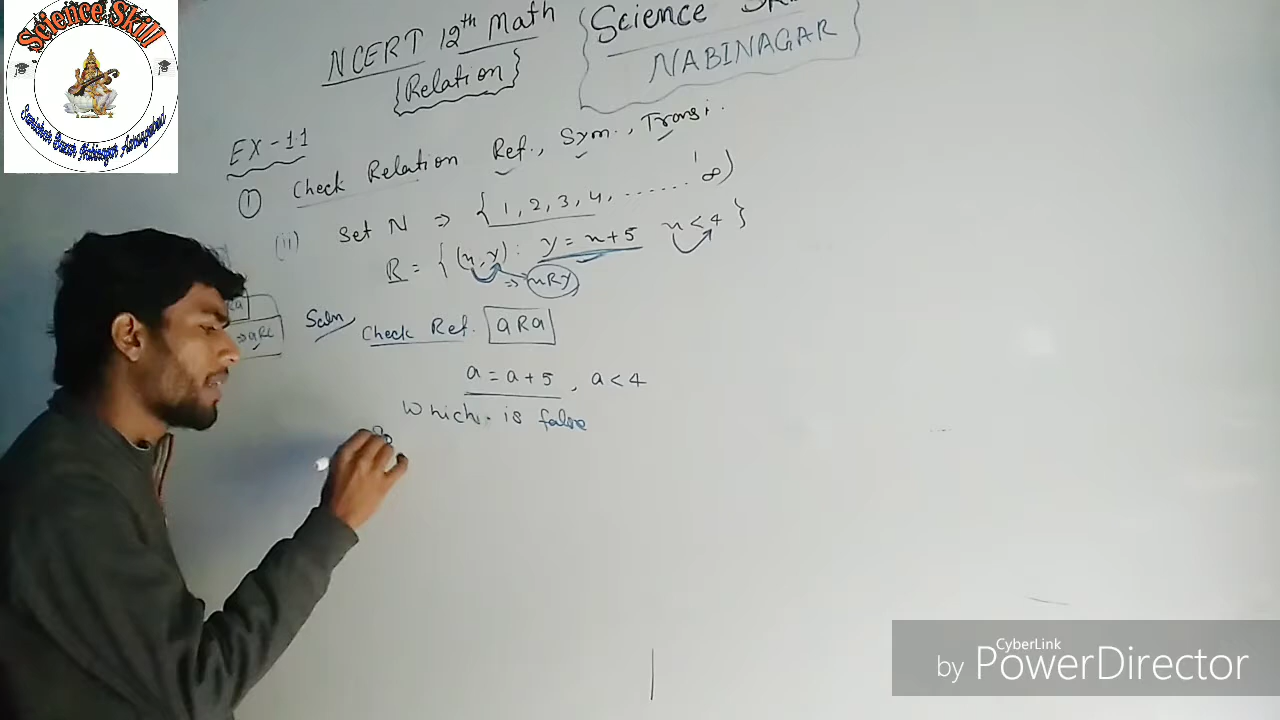 Science Skill
NCERT 12th Math
{Relation}
Science
NABINAGAR
EX-1.1
① Check Relation Ref., Sym., Transi.
(ii) Set N ⇒ { 1, 2, 3, 4, ...... ∞ )
R = { (x, y) : y = x+5 x < 4 }
⇒ xRy
Soln Check Ref. aRa
a = a + 5 , a < 4
Which is false
CyberLink
by PowerDirector